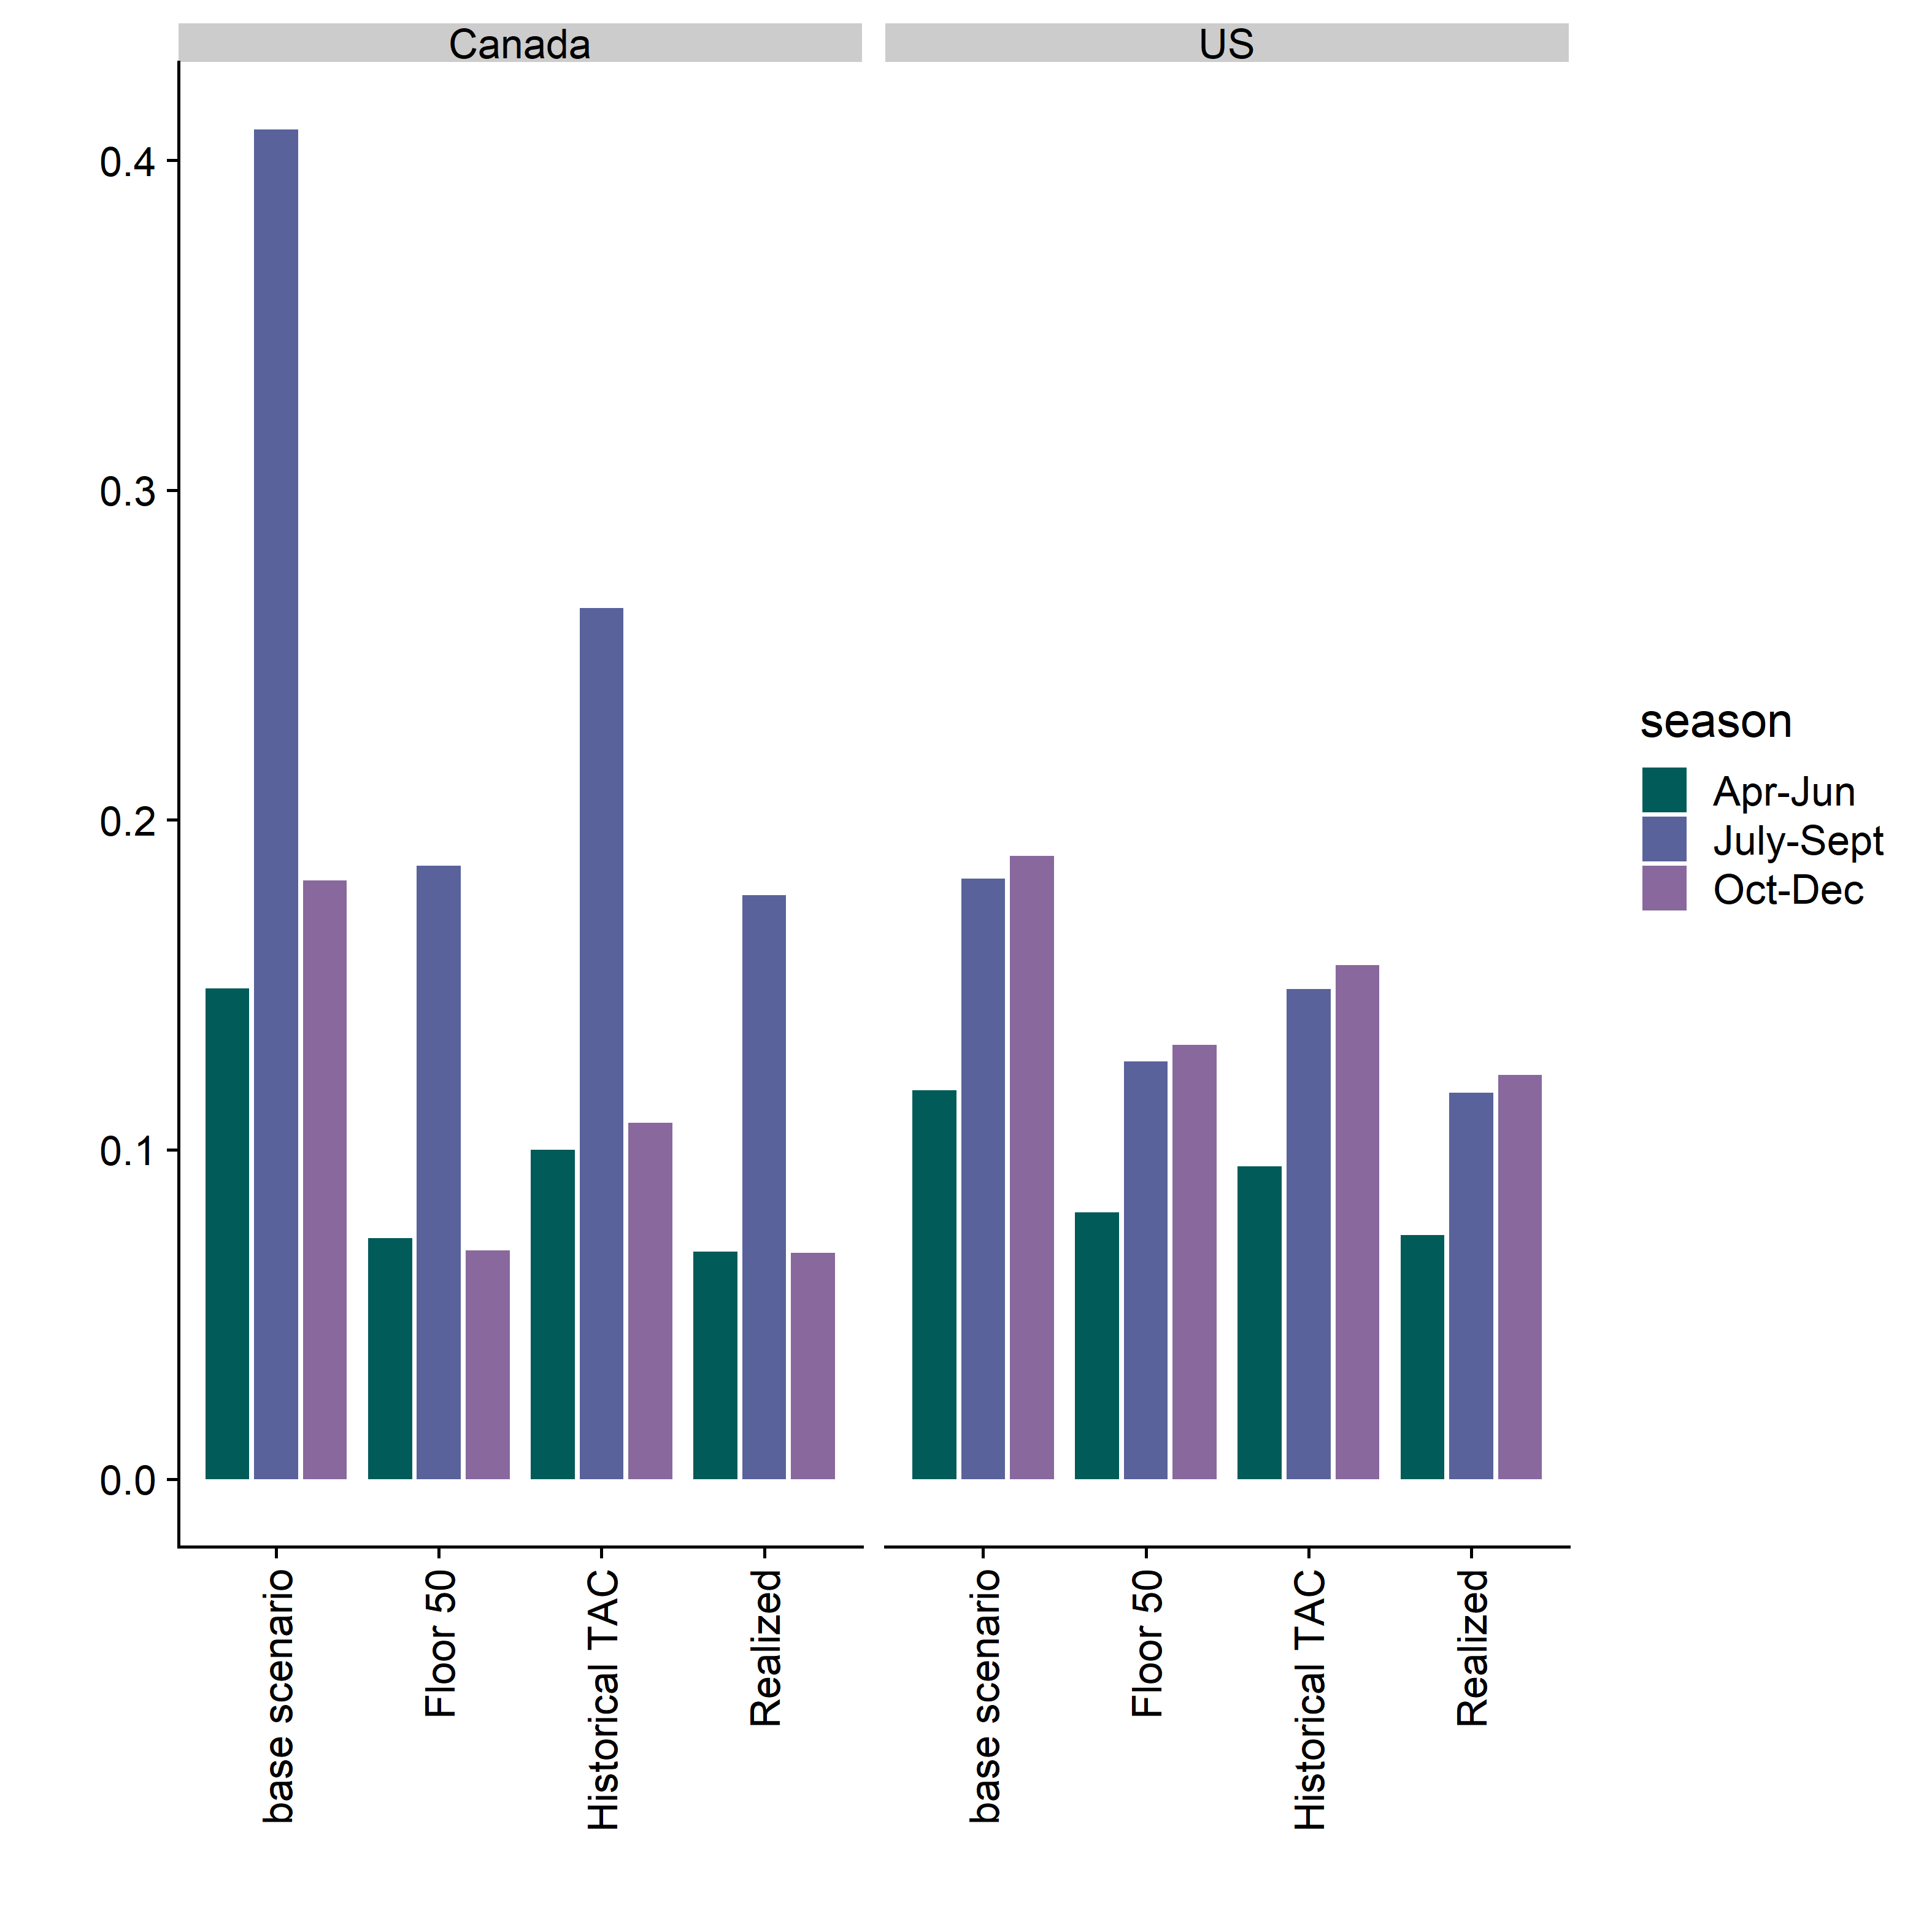 Canada
US
0.4
0.3
0.2
0.1
0.0
base scenario
Floor 50
Historical TAC
Realized
base scenario
Floor 50
Historical TAC
Realized
season
Apr-Jun
July-Sept
Oct-Dec